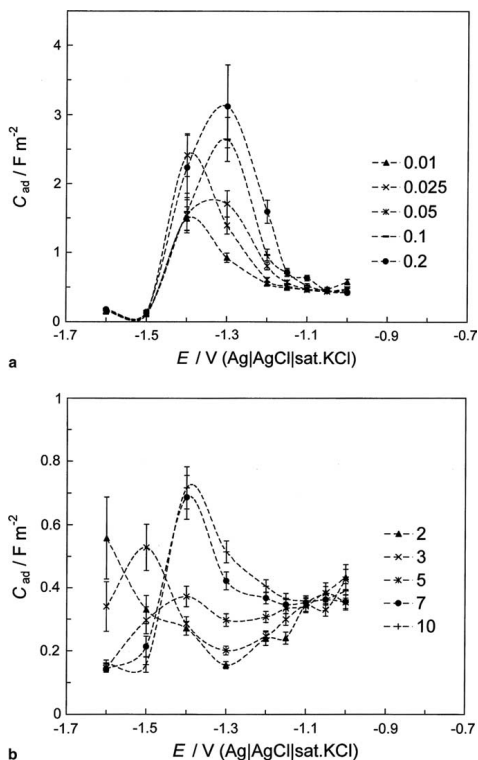 4
3
2
1
0
C_ad / F m⁻²
0.01
0.025
0.05
0.1
0.2
-1.7 -1.5 -1.3 -1.1 -0.9 -0.7
E / V (Ag|AgCl|sat.KCl)
a
1
0.8
0.6
0.4
0.2
0
C_ad / F m⁻²
2
3
5
7
10
-1.7 -1.5 -1.3 -1.1 -0.9 -0.7
E / V (Ag|AgCl|sat.KCl)
b